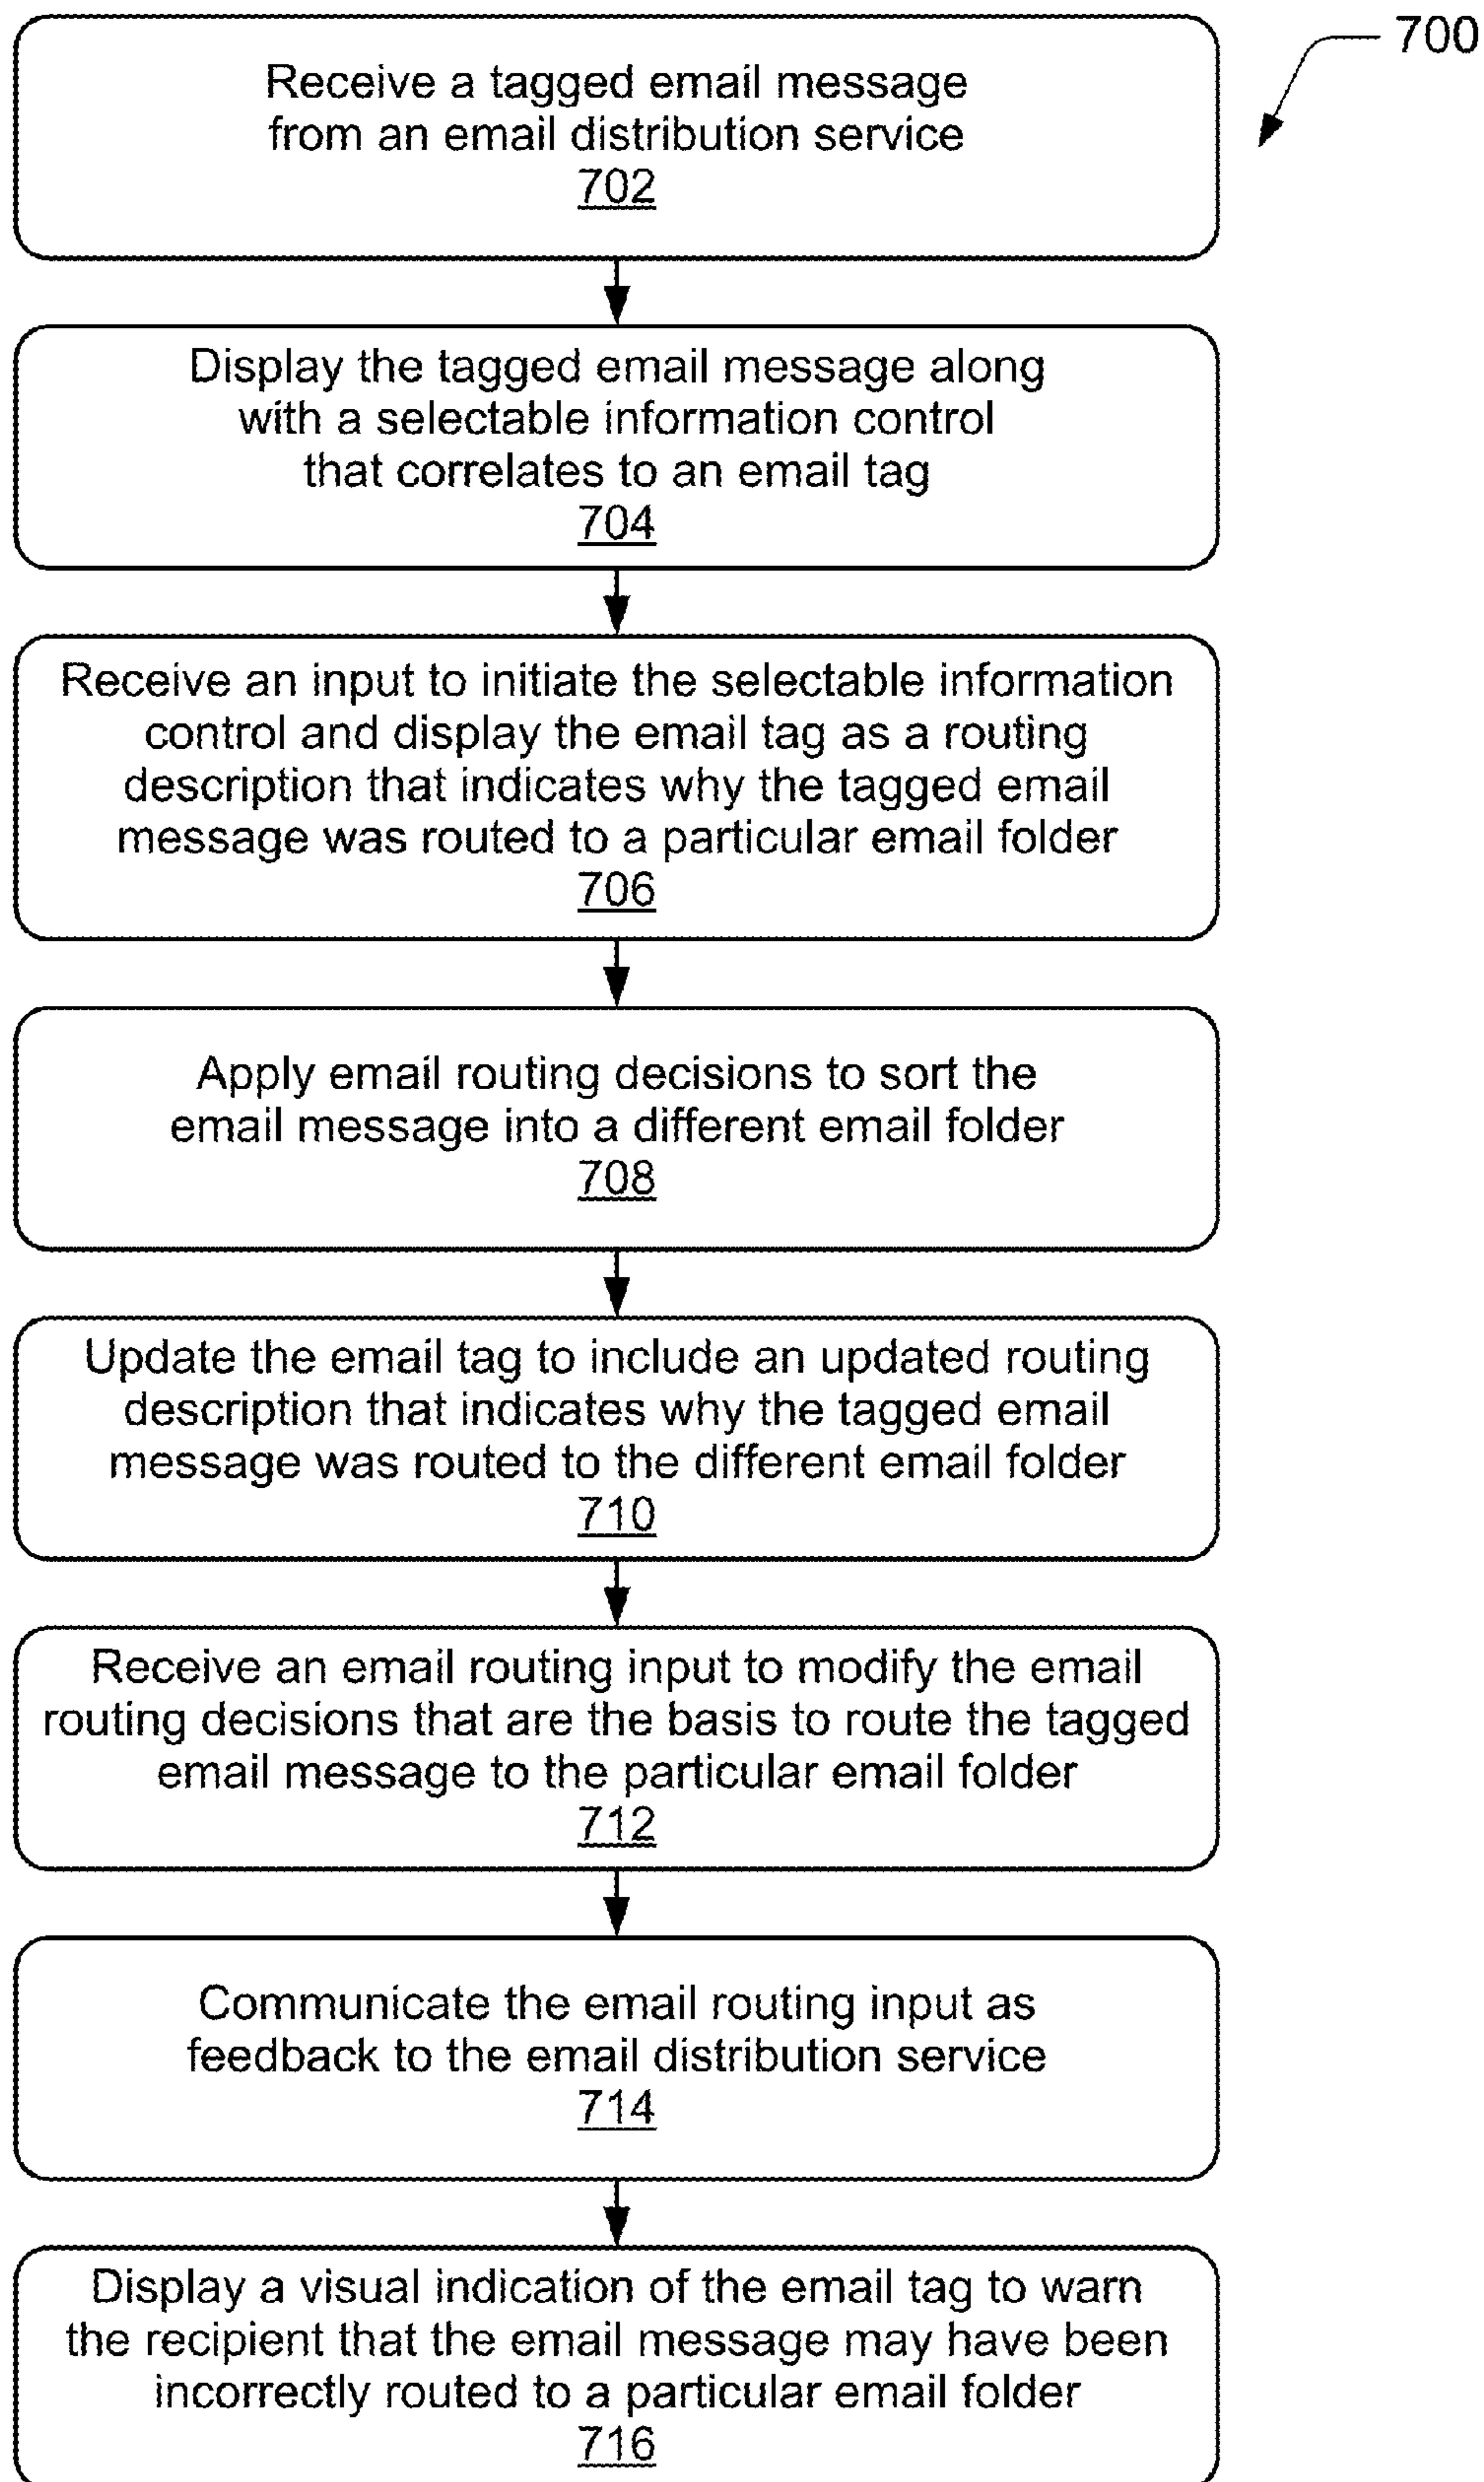 700
Receive a tagged email message
from an email distribution service
702
Display the tagged email message along
with a selectable information control
that correlates to an email tag
704
Receive an input to initiate the selectable information
control and display the email tag as a routing
description that indicates why the tagged email
message was routed to a particular email folder
706
Apply email routing decisions to sort the
email message into a different email folder
708
Update the email tag to include an updated routing
description that indicates why the tagged email
message was routed to the different email folder
710
Receive an email routing input to modify the email
routing decisions that are the basis to route the tagged
email message to the particular email folder
712
Communicate the email routing input as
feedback to the email distribution service
714
Display a visual indication of the email tag to warn
the recipient that the email message may have been
incorrectly routed to a particular email folder
716